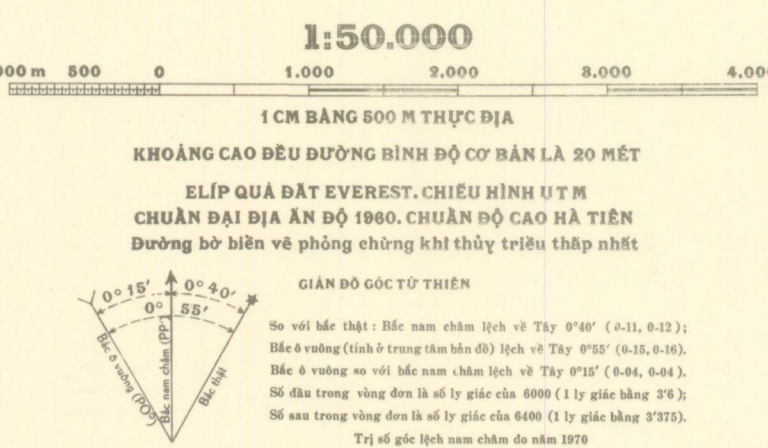 1:50.000
000 m 500 0 1.000 2.000 3.000 4.000
1 CM BẰNG 500 M THỰC ĐỊA
KHOẢNG CAO ĐỀU ĐƯỜNG BÌNH ĐỘ CƠ BẢN LÀ 20 MÉT
ELÍP QUẢ ĐẤT EVEREST. CHIẾU HÌNH UTM
CHUẨN ĐẠI ĐỊA ẤN ĐỘ 1960. CHUẨN ĐỘ CAO HÀ TIÊN
Đường bờ biển vẽ phỏng chừng khi thủy triều thấp nhất
GIẢN ĐỒ GÓC TỪ THIÊN
0° 15′ 0° 40′
0° 55′
Bắc ô vuông (PO)
Bắc nam châm (PP)
Bắc thật
So với bắc thật : Bắc nam châm lệch về Tây 0°40′ (0-11, 0-12);
Bắc ô vuông (tính ở trung tâm bản đồ) lệch về Tây 0°55′ (0-15, 0-16).
Bắc ô vuông so với bắc nam châm lệch về Tây 0°15′ (0-04, 0-04).
Số đầu trong vòng đơn là số ly giác của 6000 (1 ly giác bằng 3′6);
Số sau trong vòng đơn là số ly giác của 6400 (1 ly giác bằng 3′375).
Trị số góc lệch nam châm đo năm 1970